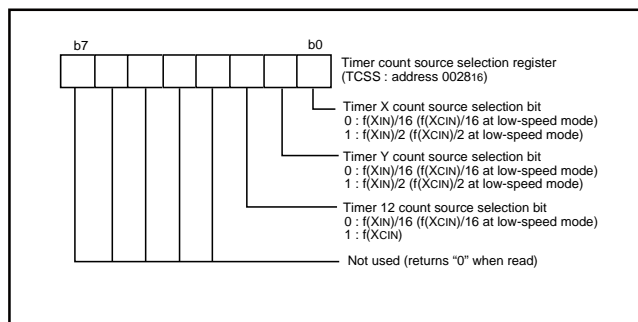 b7 b0
Timer count source selection register
(TCSS : address 002816)
Timer X count source selection bit
0 : f(XIN)/16 (f(XCIN)/16 at low-speed mode)
1 : f(XIN)/2 (f(XCIN)/2 at low-speed mode)
Timer Y count source selection bit
0 : f(XIN)/16 (f(XCIN)/16 at low-speed mode)
1 : f(XIN)/2 (f(XCIN)/2 at low-speed mode)
Timer 12 count source selection bit
0 : f(XIN)/16 (f(XCIN)/16 at low-speed mode)
1 : f(XCIN)
Not used (returns “0” when read)